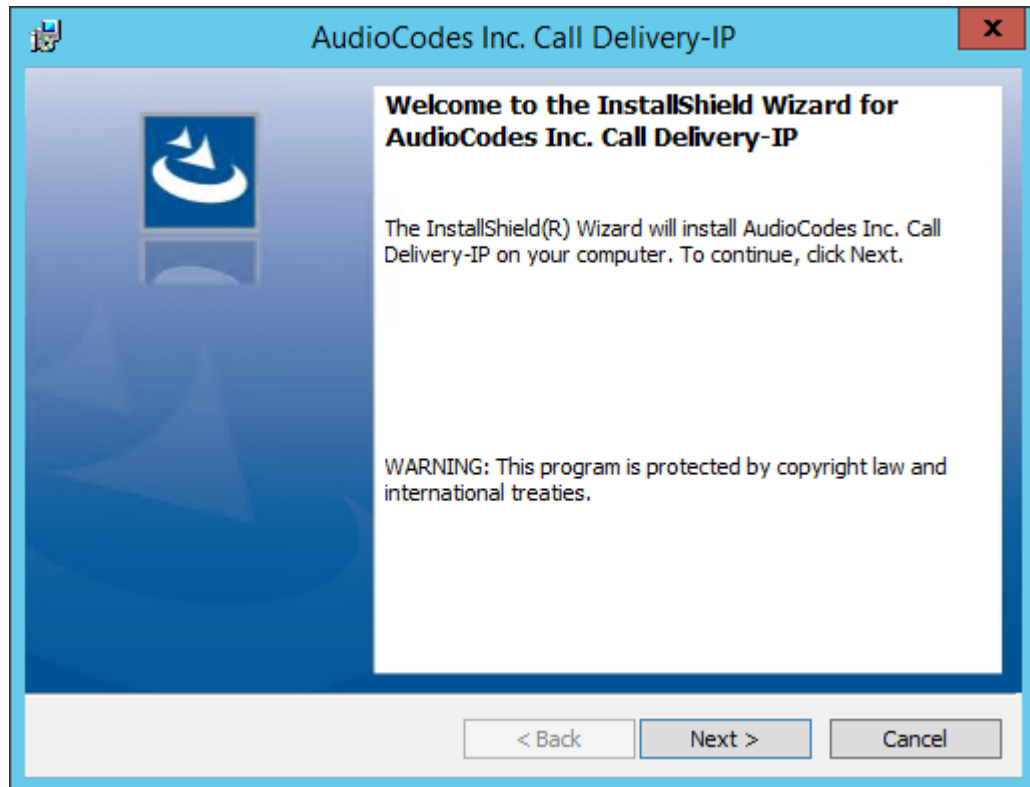 AudioCodes Inc. Call Delivery-IP
x
Welcome to the InstallShield Wizard for
AudioCodes Inc. Call Delivery-IP
The InstallShield(R) Wizard will install AudioCodes Inc. Call
Delivery-IP on your computer. To continue, click Next.
WARNING: This program is protected by copyright law and
international treaties.
< Back
Next >
Cancel